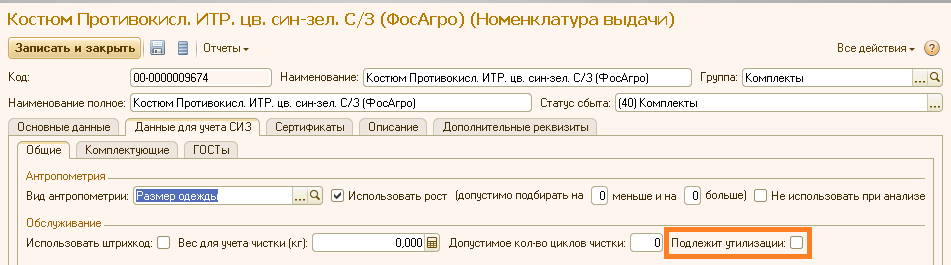 Костюм Противокисл. ИТР. цв. син-зел. С/З (ФосАгро) (Номенклатура выдачи)
Записать и закрыть Отчеты Все действия ?
Код: 00-0000009674 Наименование: Костюм Противокисл. ИТР. цв. син-зел. С/З (ФосАгро) Группа: Комплекты ...
Наименование полное: Костюм Противокисл. ИТР. цв. син-зел. С/З (ФосАгро) Статус сбыта: (40) Комплекты ...
Основные данные Данные для учета СИЗ Сертификаты Описание Дополнительные реквизиты
Общие Комплектующие ГОСТы
Антропометрия
Вид антропометрии: Размер одежды ... Использовать рост (допустимо подбирать на 0 меньше и на 0 больше) Не использовать при анализе
Обслуживание
Использовать штрихкод: Вес для учета чистки (кг): 0,000 Допустимое кол-во циклов чистки: 0 Подлежит утилизации: